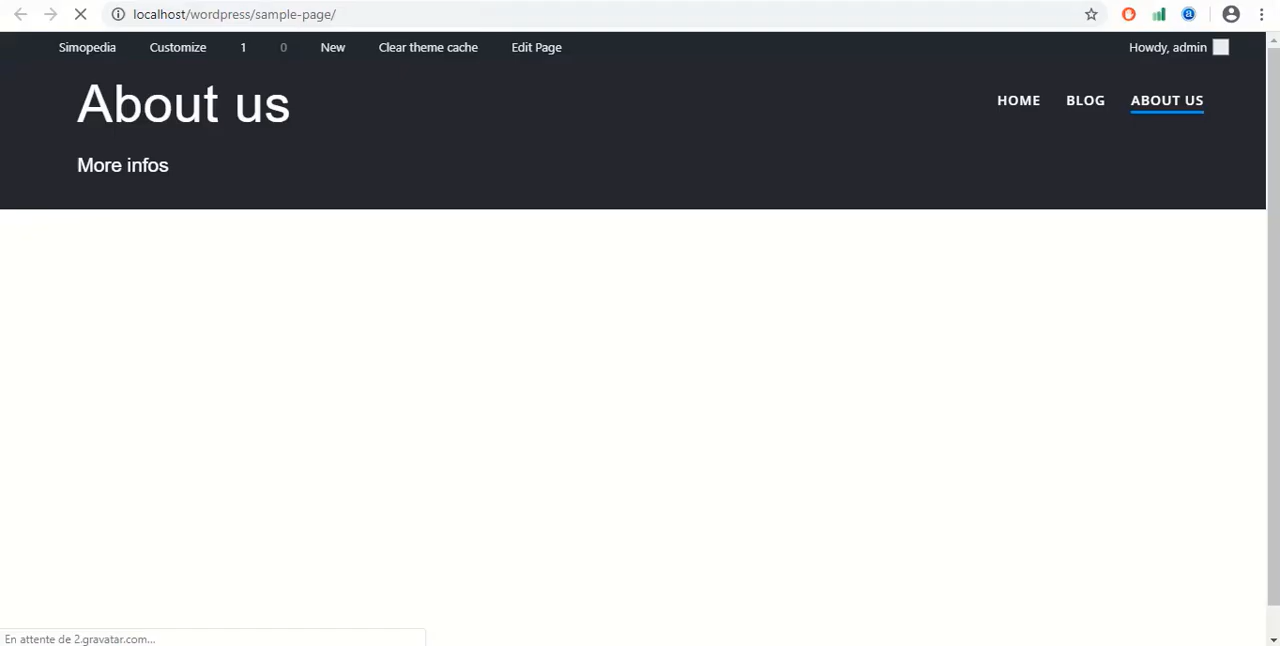 localhost/wordpress/sample-page/
Simopedia Customize 1 0 New Clear theme cache Edit Page Howdy, admin
About us
HOME BLOG ABOUT US
More infos
En attente de 2.gravatar.com...